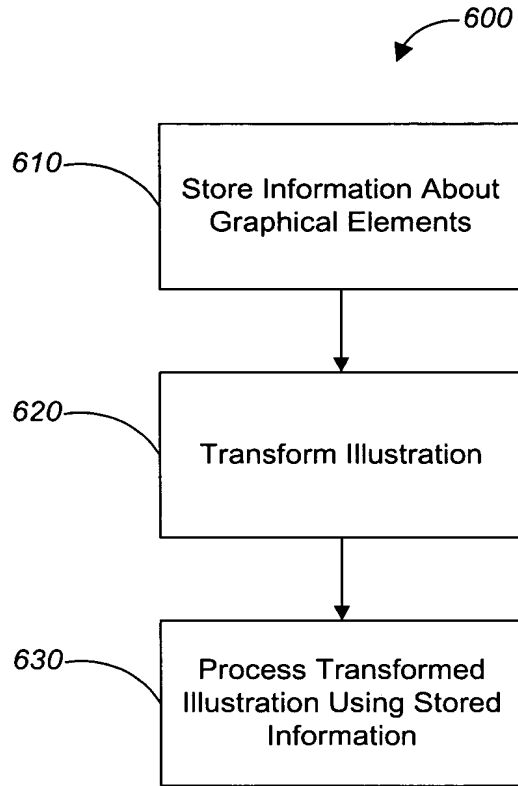 600
610
Store Information About
Graphical Elements
620
Transform Illustration
630
Process Transformed
Illustration Using Stored
Information